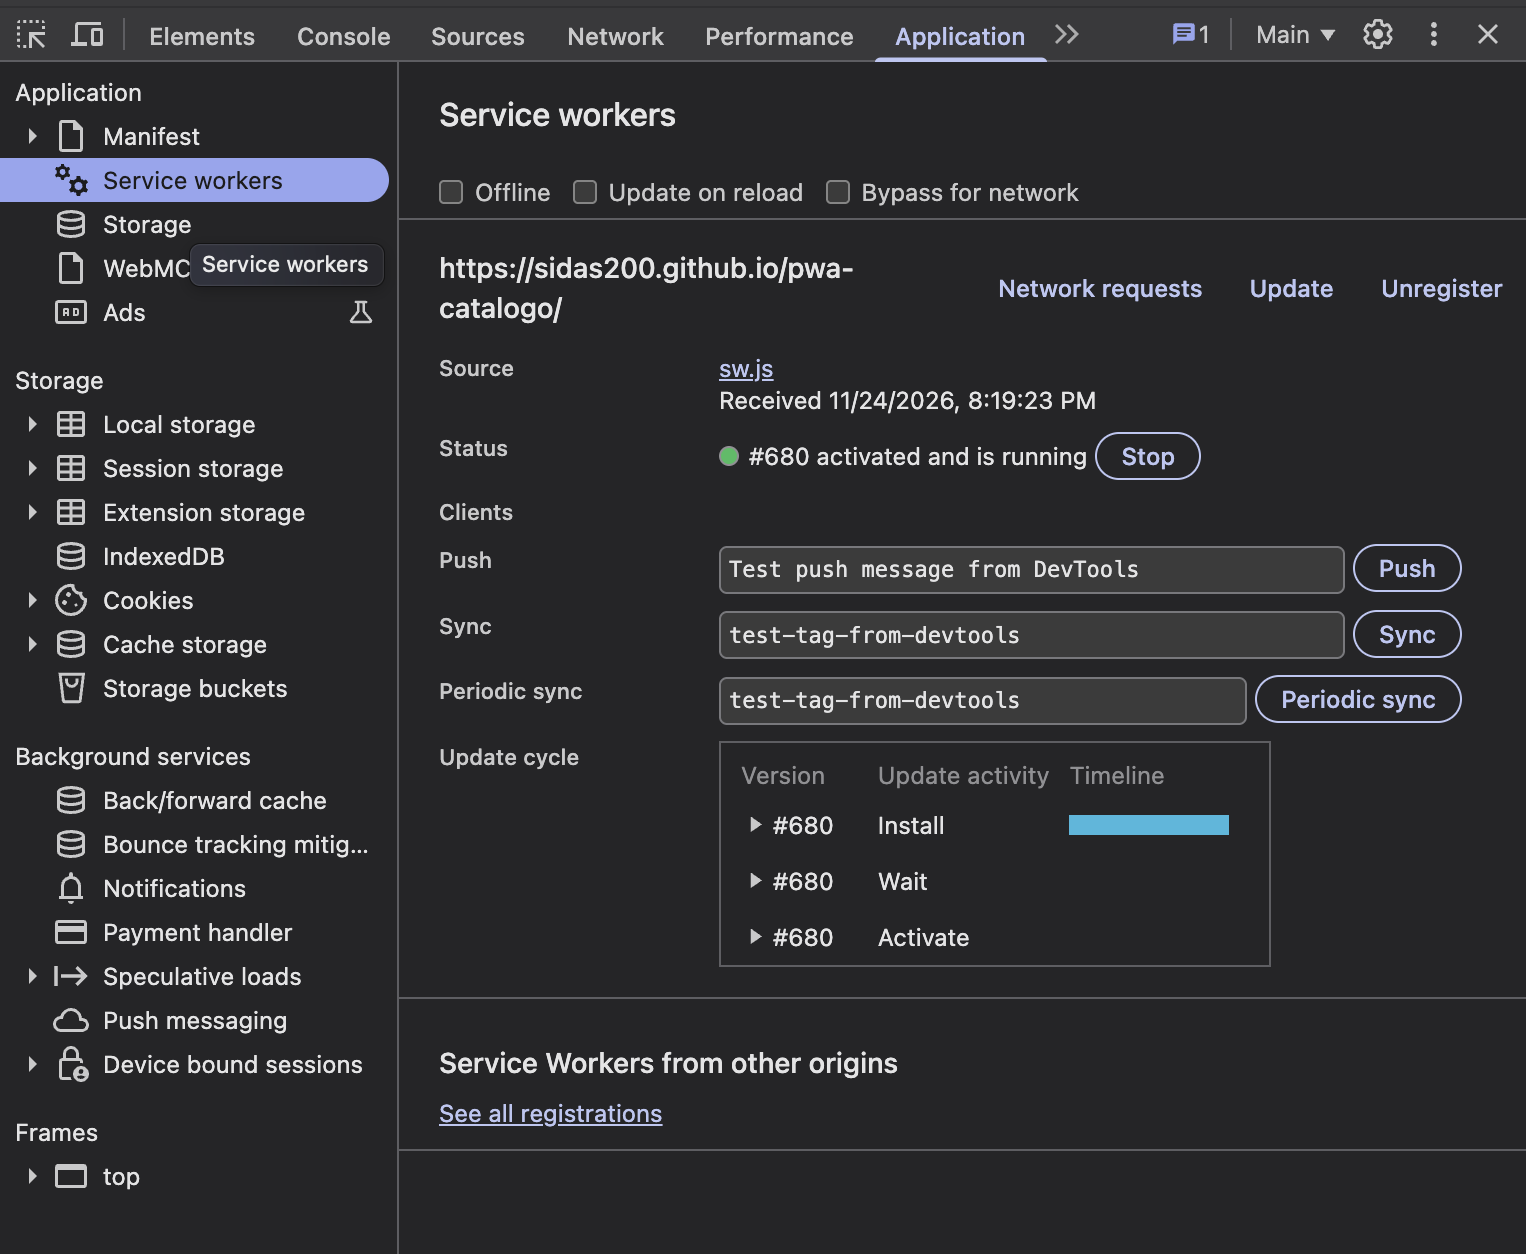 Elements Console Sources Network Performance Application 1 Main
Application
Manifest
Service workers
Storage
WebMC
Service workers
Ads
Storage
Local storage
Session storage
Extension storage
IndexedDB
Cookies
Cache storage
Storage buckets
Background services
Back/forward cache
Bounce tracking mitig...
Notifications
Payment handler
Speculative loads
Push messaging
Device bound sessions
Frames
top
Service workers
Offline Update on reload Bypass for network
https://sidas200.github.io/pwa-
catalogo/
Network requests Update Unregister
Source sw.js
Received 11/24/2026, 8:19:23 PM
Status #680 activated and is running Stop
Clients
Push Test push message from DevTools Push
Sync test-tag-from-devtools Sync
Periodic sync test-tag-from-devtools Periodic sync
Update cycle
Version Update activity Timeline
#680 Install
#680 Wait
#680 Activate
Service Workers from other origins
See all registrations